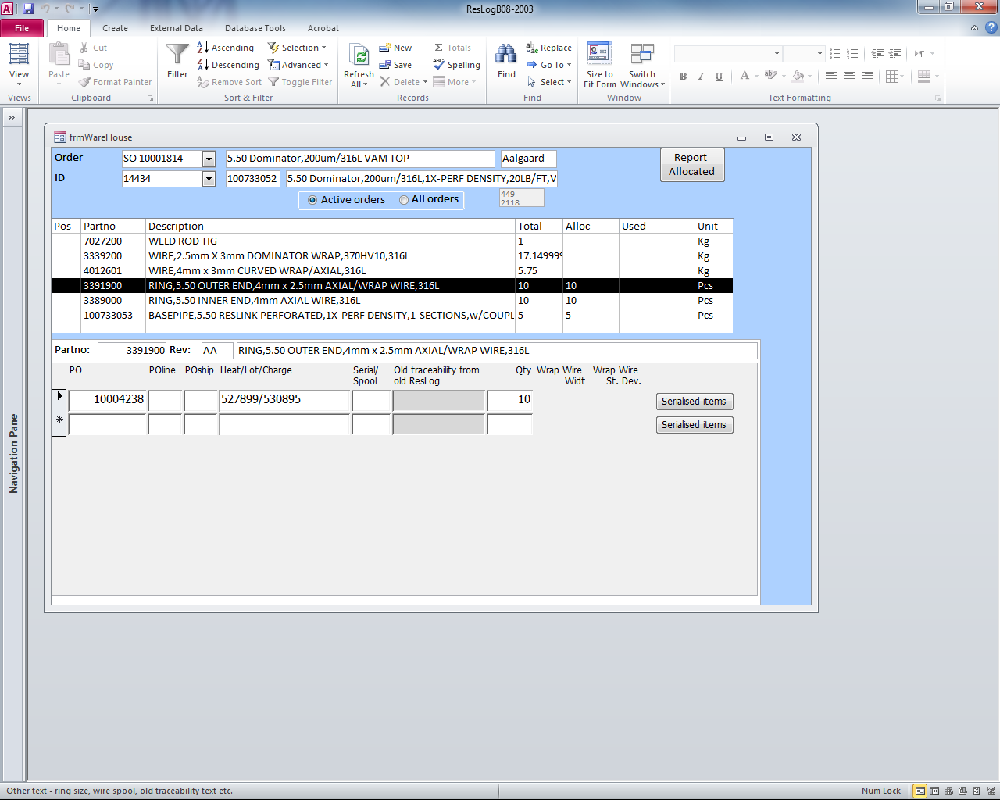 ResLogB08-2003
File Home Create External Data Database Tools Acrobat
View
Views
Paste
Cut
Copy
Format Painter
Clipboard
Filter
Ascending
Descending
Remove Sort
Selection
Advanced
Toggle Filter
Sort & Filter
Refresh
All
New
Save
Delete
Totals
Spelling
More
Records
Find
Replace
Go To
Select
Find
Size to
Fit Form
Switch
Windows
Window
B I U A
Text Formatting
frmWareHouse
Order SO 10001814 5.50 Dominator,200um/316L VAM TOP Aalgaard
Report
Allocated
ID 14434 100733052 5.50 Dominator,200um/316L,1X-PERF DENSITY,20LB/FT,V
Active orders All orders
449
2118
Pos Partno Description Total Alloc Used Unit
7027200 WELD ROD TIG 1 Kg
3339200 WIRE,2.5mm X 3mm DOMINATOR WRAP,370HV10,316L 17.149999 Kg
4012601 WIRE,4mm x 3mm CURVED WRAP/AXIAL,316L 5.75 Kg
3391900 RING,5.50 OUTER END,4mm x 2.5mm AXIAL/WRAP WIRE,316L 10 10 Pcs
3389000 RING,5.50 INNER END,4mm AXIAL WIRE,316L 10 10 Pcs
100733053 BASEPIPE,5.50 RESLINK PERFORATED,1X-PERF DENSITY,1-SECTIONS,w/COUPL 5 5 Pcs
Partno: 3391900 Rev: AA RING,5.50 OUTER END,4mm x 2.5mm AXIAL/WRAP WIRE,316L
PO POline POship Heat/Lot/Charge Serial/ Old traceability from Qty Wrap Wire Wrap Wire
Spool old ResLog Widt St. Dev.
10004238 527899/530895 10 Serialised items
Serialised items
Navigation Pane
Other text - ring size, wire spool, old traceability text etc. Num Lock